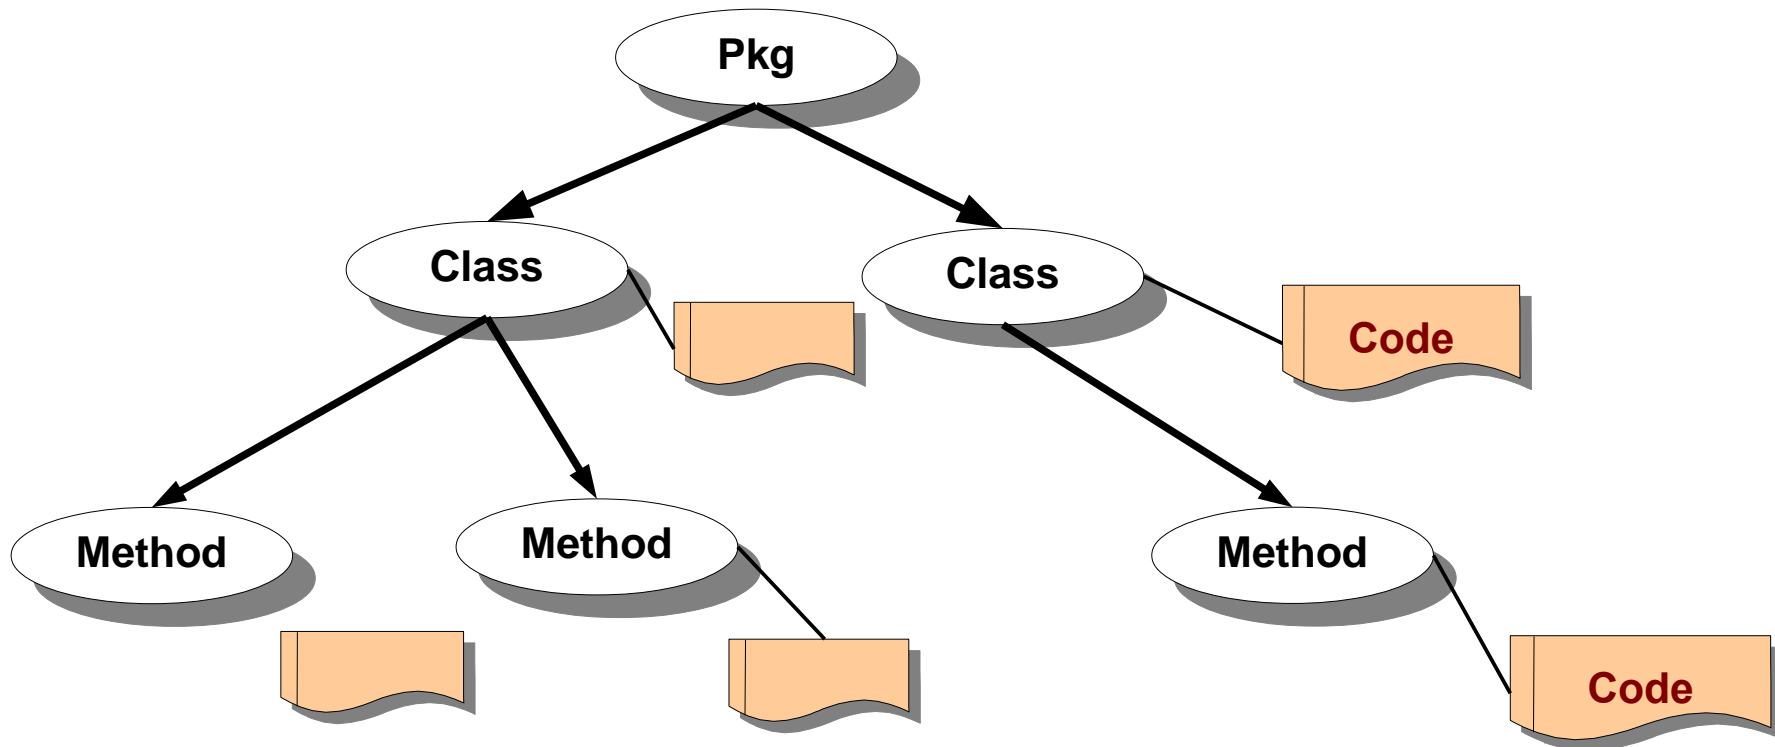 Pkg
Class
Class
Code
Method
Method
Method
Code